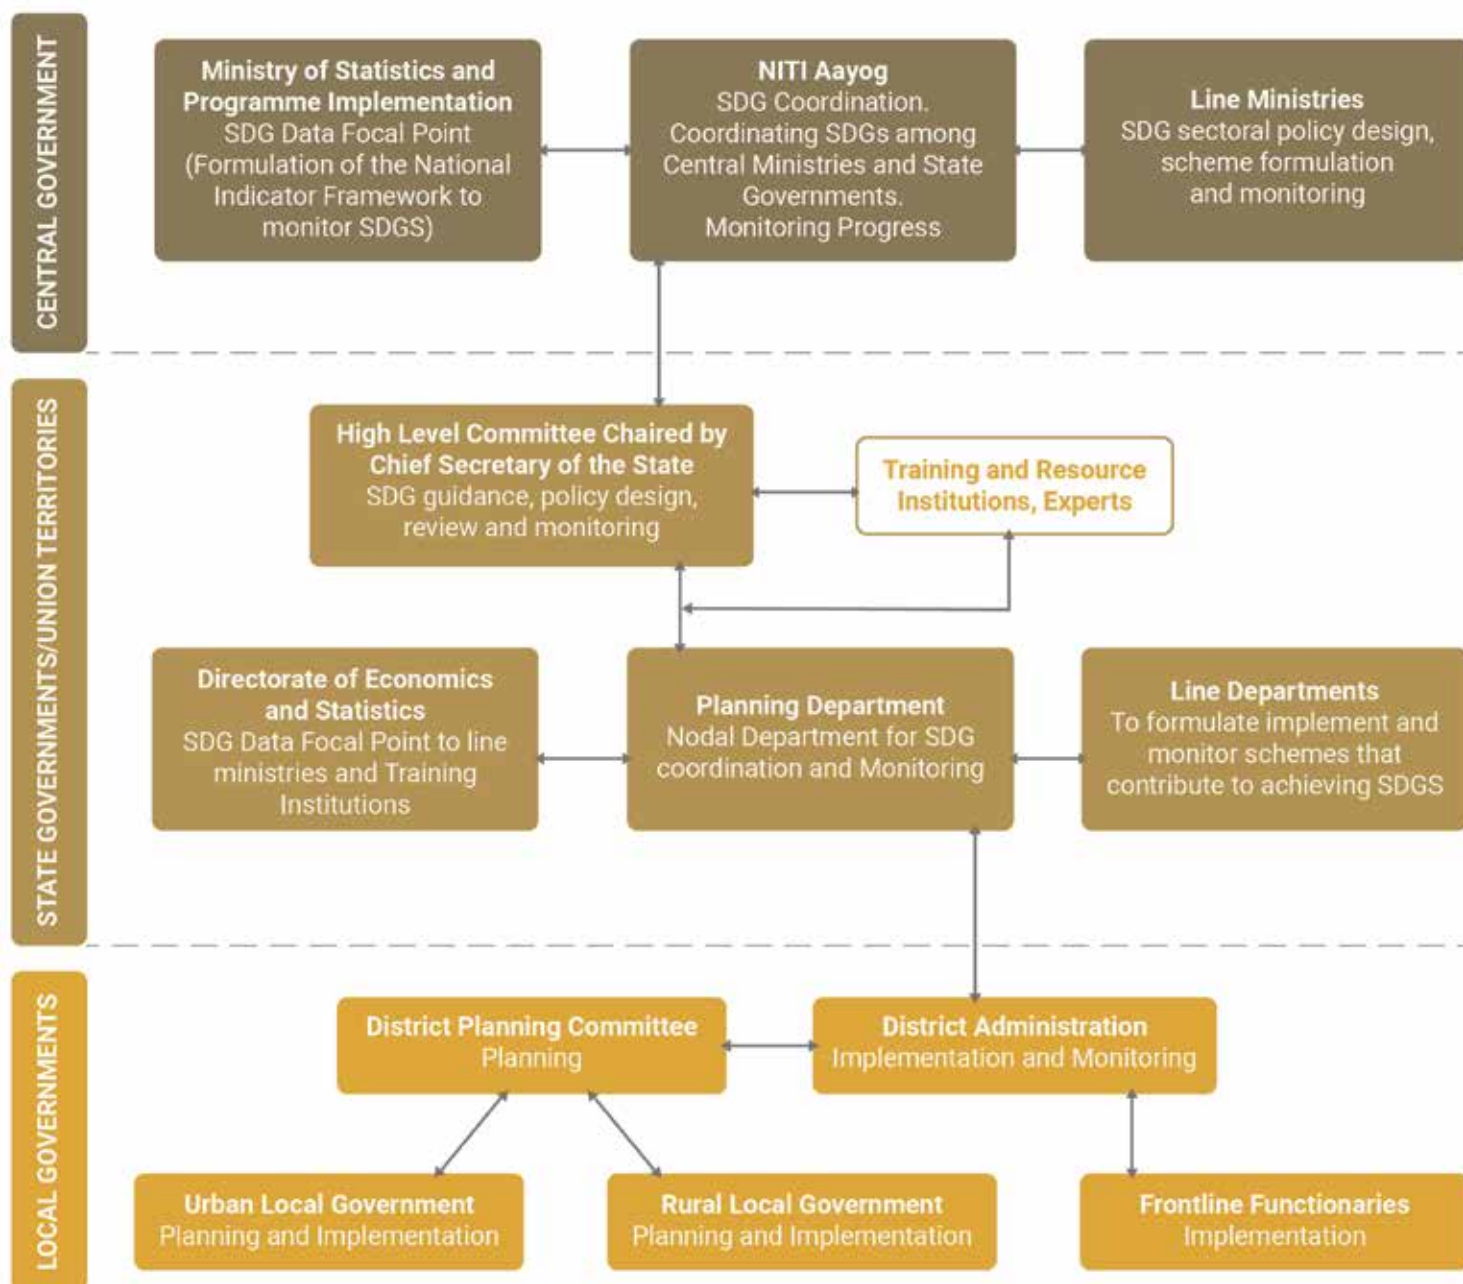 CENTRAL GOVERNMENT
Ministry of Statistics and
Programme Implementation
SDG Data Focal Point
(Formulation of the National
Indicator Framework to
monitor SDGS)
NITI Aayog
SDG Coordination.
Coordinating SDGs among
Central Ministries and State
Governments.
Monitoring Progress
Line Ministries
SDG sectoral policy design,
scheme formulation
and monitoring
STATE GOVERNMENTS/UNION TERRITORIES
High Level Committee Chaired by
Chief Secretary of the State
SDG guidance, policy design,
review and monitoring
Training and Resource
Institutions, Experts
Directorate of Economics
and Statistics
SDG Data Focal Point to line
ministries and Training
Institutions
Planning Department
Nodal Department for SDG
coordination and Monitoring
Line Departments
To formulate implement and
monitor schemes that
contribute to achieving SDGS
LOCAL GOVERNMENTS
District Planning Committee
Planning
District Administration
Implementation and Monitoring
Urban Local Government
Planning and Implementation
Rural Local Government
Planning and Implementation
Frontline Functionaries
Implementation